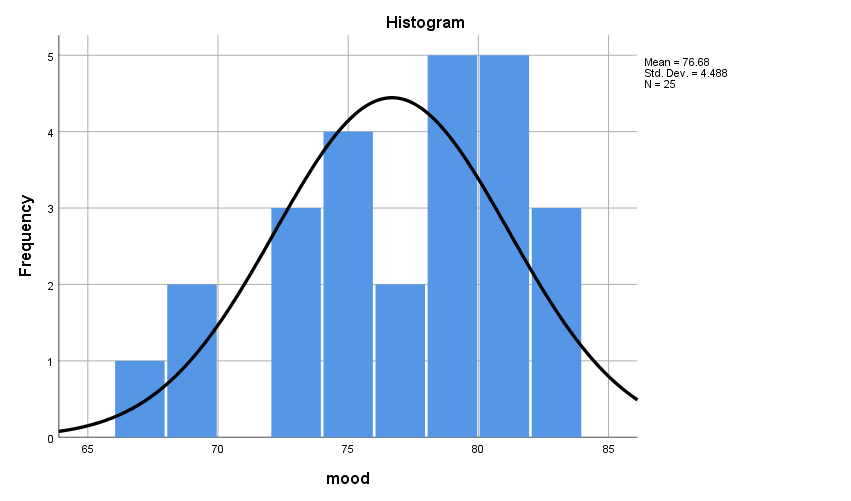 Histogram
Mean = 76.68
Std. Dev. = 4.488
N = 25
Frequency
5
4
3
2
1
0
65 70 75 80 85
mood